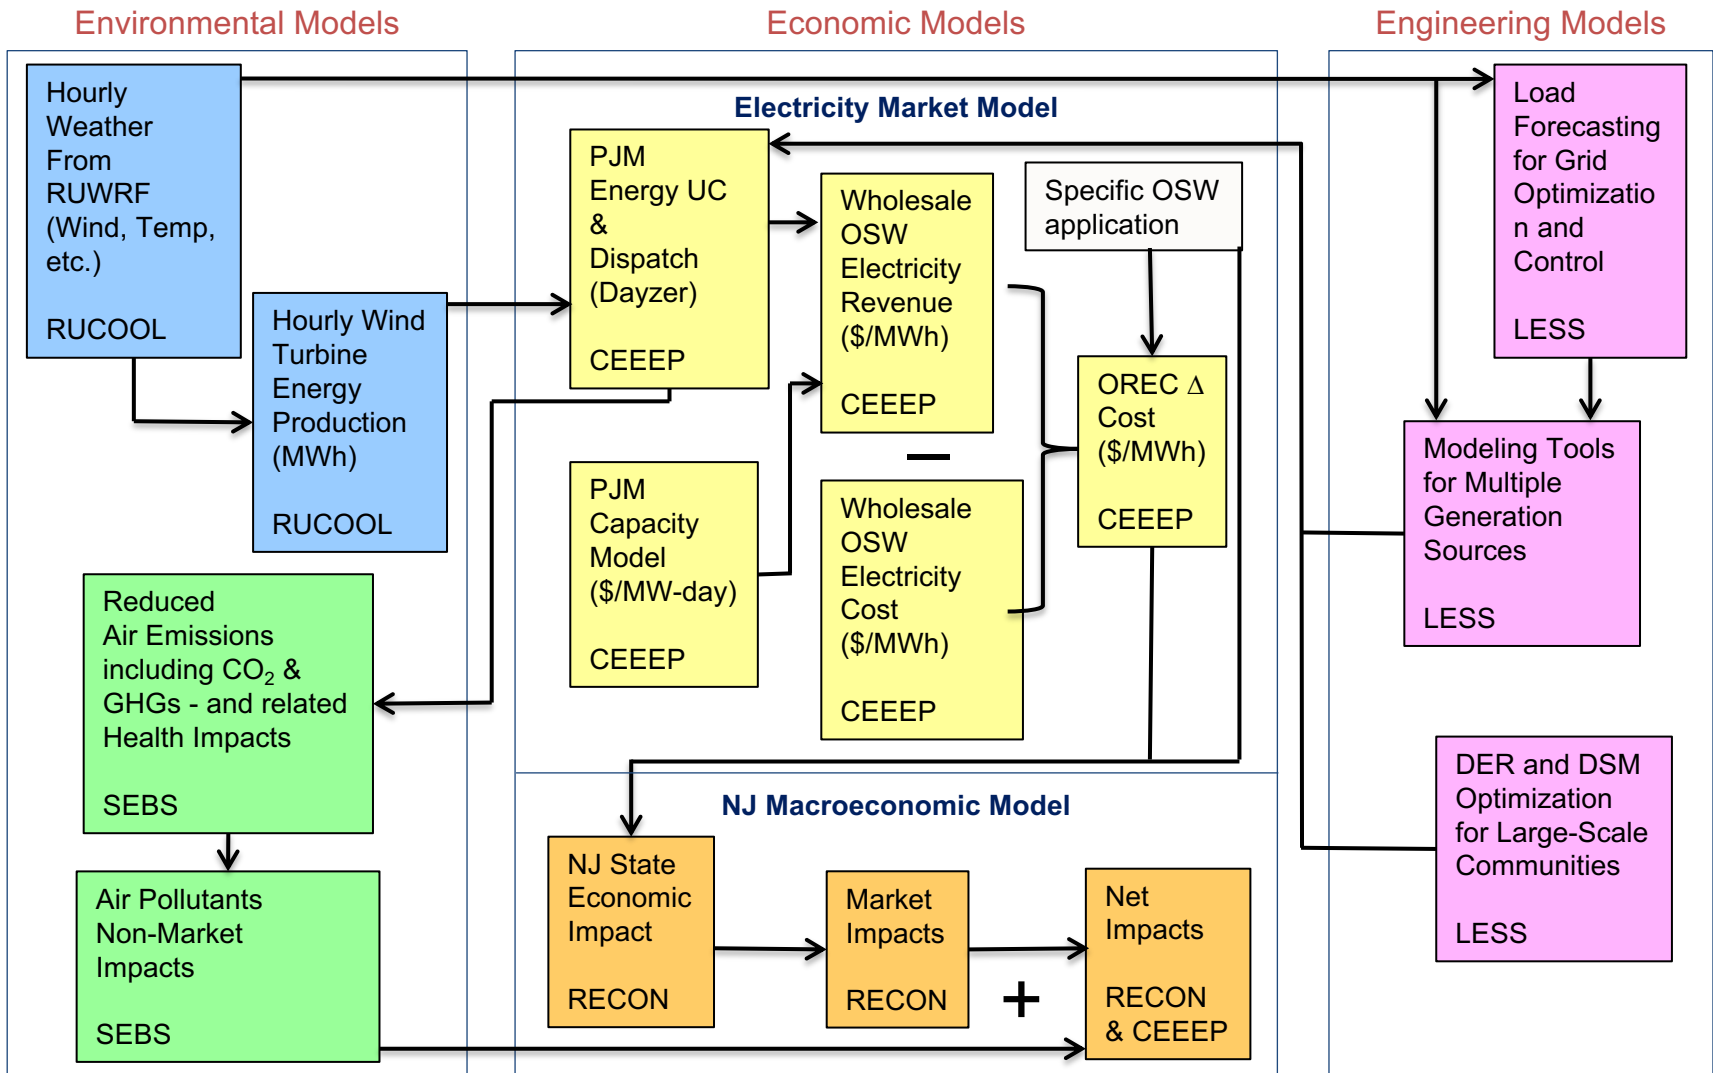 Environmental Models
Economic Models
Engineering Models
Hourly
Weather
From
RUWRF
(Wind, Temp,
etc.)
RUCOOL
Hourly Wind
Turbine
Energy
Production
(MWh)
RUCOOL
Reduced
Air Emissions
including CO₂ &
GHGs - and related
Health Impacts
SEBS
Air Pollutants
Non-Market
Impacts
SEBS
Electricity Market Model
PJM
Energy UC
&
Dispatch
(Dayzer)
CEEEP
PJM
Capacity
Model
($/MW-day)
CEEEP
Wholesale
OSW
Electricity
Revenue
($/MWh)
CEEEP
—
Wholesale
OSW
Electricity
Cost
($/MWh)
CEEEP
Specific OSW
application
OREC Δ
Cost
($/MWh)
CEEEP
NJ Macroeconomic Model
NJ State
Economic
Impact
RECON
Market
Impacts
RECON
+
Net
Impacts
RECON
& CEEEP
Load
Forecasting
for Grid
Optimizatio
n and
Control
LESS
Modeling Tools
for Multiple
Generation
Sources
LESS
DER and DSM
Optimization
for Large-Scale
Communities
LESS